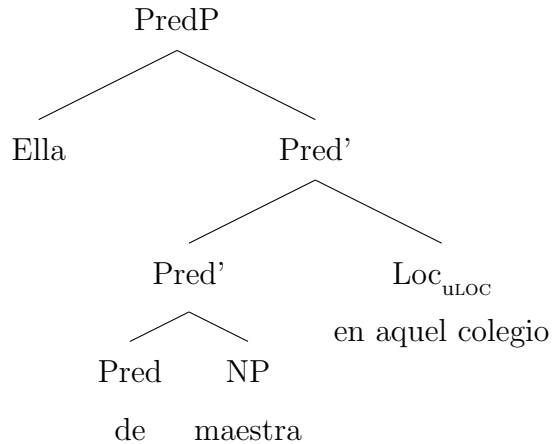 PredP
Ella Pred'
Pred' Loc_uLOC
en aquel colegio
Pred NP
de maestra